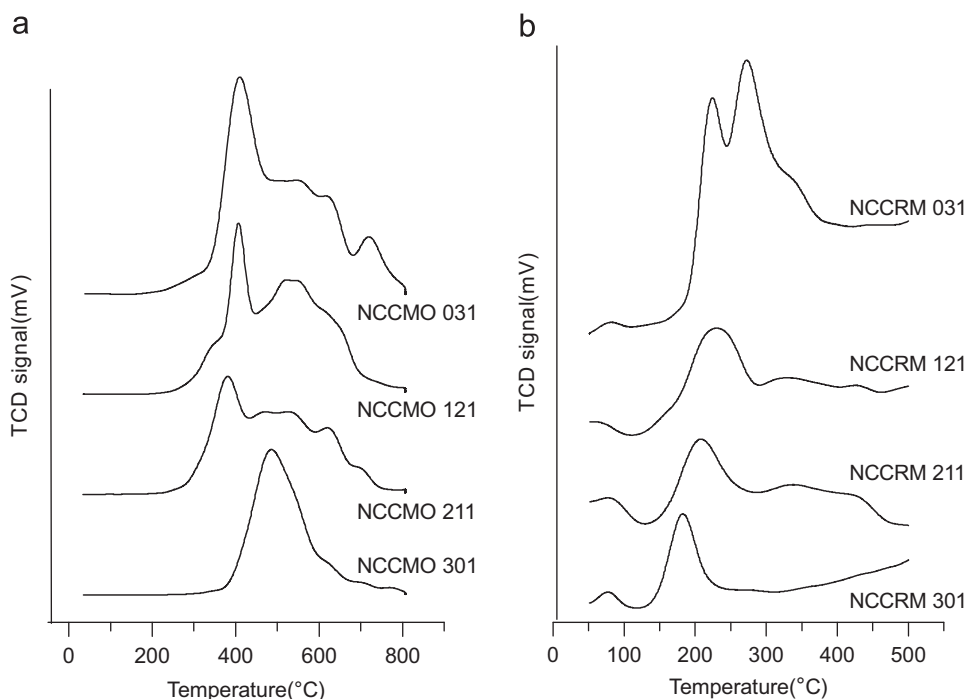 a
TCD signal(mV)
NCCMO 031
NCCMO 121
NCCMO 211
NCCMO 301
0 200 400 600 800
Temperature(°C)
b
TCD signal(mV)
NCCRM 031
NCCRM 121
NCCRM 211
NCCRM 301
0 100 200 300 400 500
Temperature(°C)